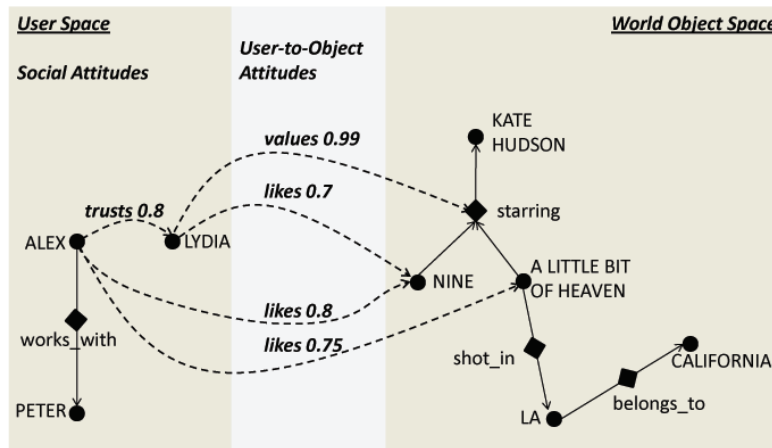 User Space
World Object Space
User-to-Object
Attitudes
Social Attitudes
values 0.99
KATE
HUDSON
likes 0.7
trusts 0.8
starring
ALEX
LYDIA
NINE
A LITTLE BIT
OF HEAVEN
likes 0.8
works_with
likes 0.75
shot_in
CALIFORNIA
belongs_to
PETER
LA